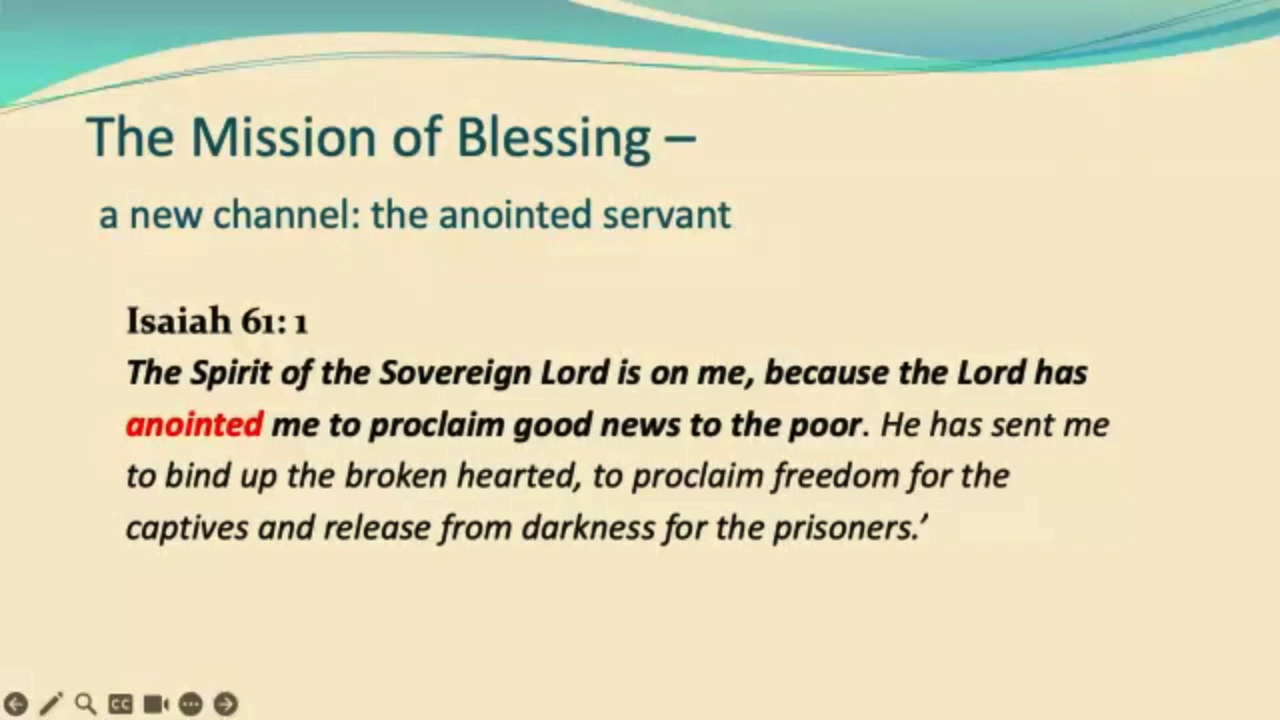 The Mission of Blessing –
a new channel: the anointed servant
Isaiah 61: 1
The Spirit of the Sovereign Lord is on me, because the Lord has
anointed me to proclaim good news to the poor. He has sent me
to bind up the broken hearted, to proclaim freedom for the
captives and release from darkness for the prisoners.’
CC